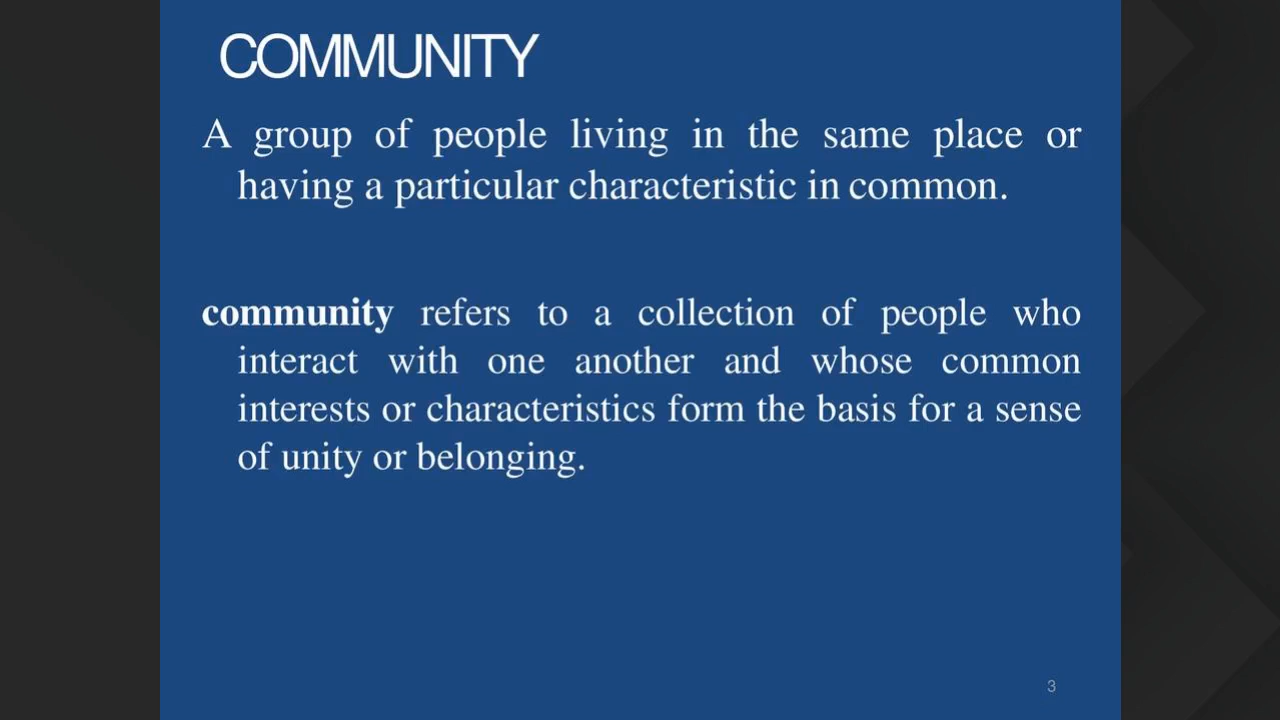 COMMUNITY
A group of people living in the same place or
having a particular characteristic in common.
community refers to a collection of people who
interact with one another and whose common
interests or characteristics form the basis for a sense
of unity or belonging.
3